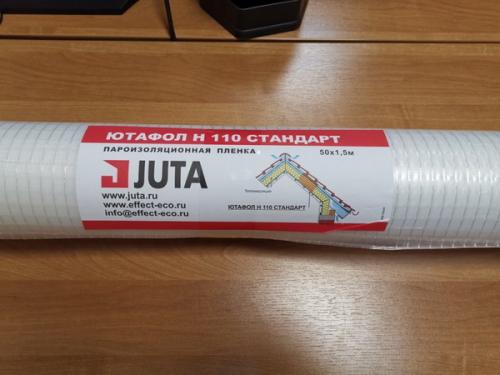 ЮТАФОЛ Н 110 СТАНДАРТ
ПАРОИЗОЛЯЦИОННАЯ ПЛЕНКА 50х1,5м
JUTA
www.juta.ru
www.effect-eco.ru
info@effect-eco.ru
ЮТАФОЛ Н 110 СТАНДАРТ